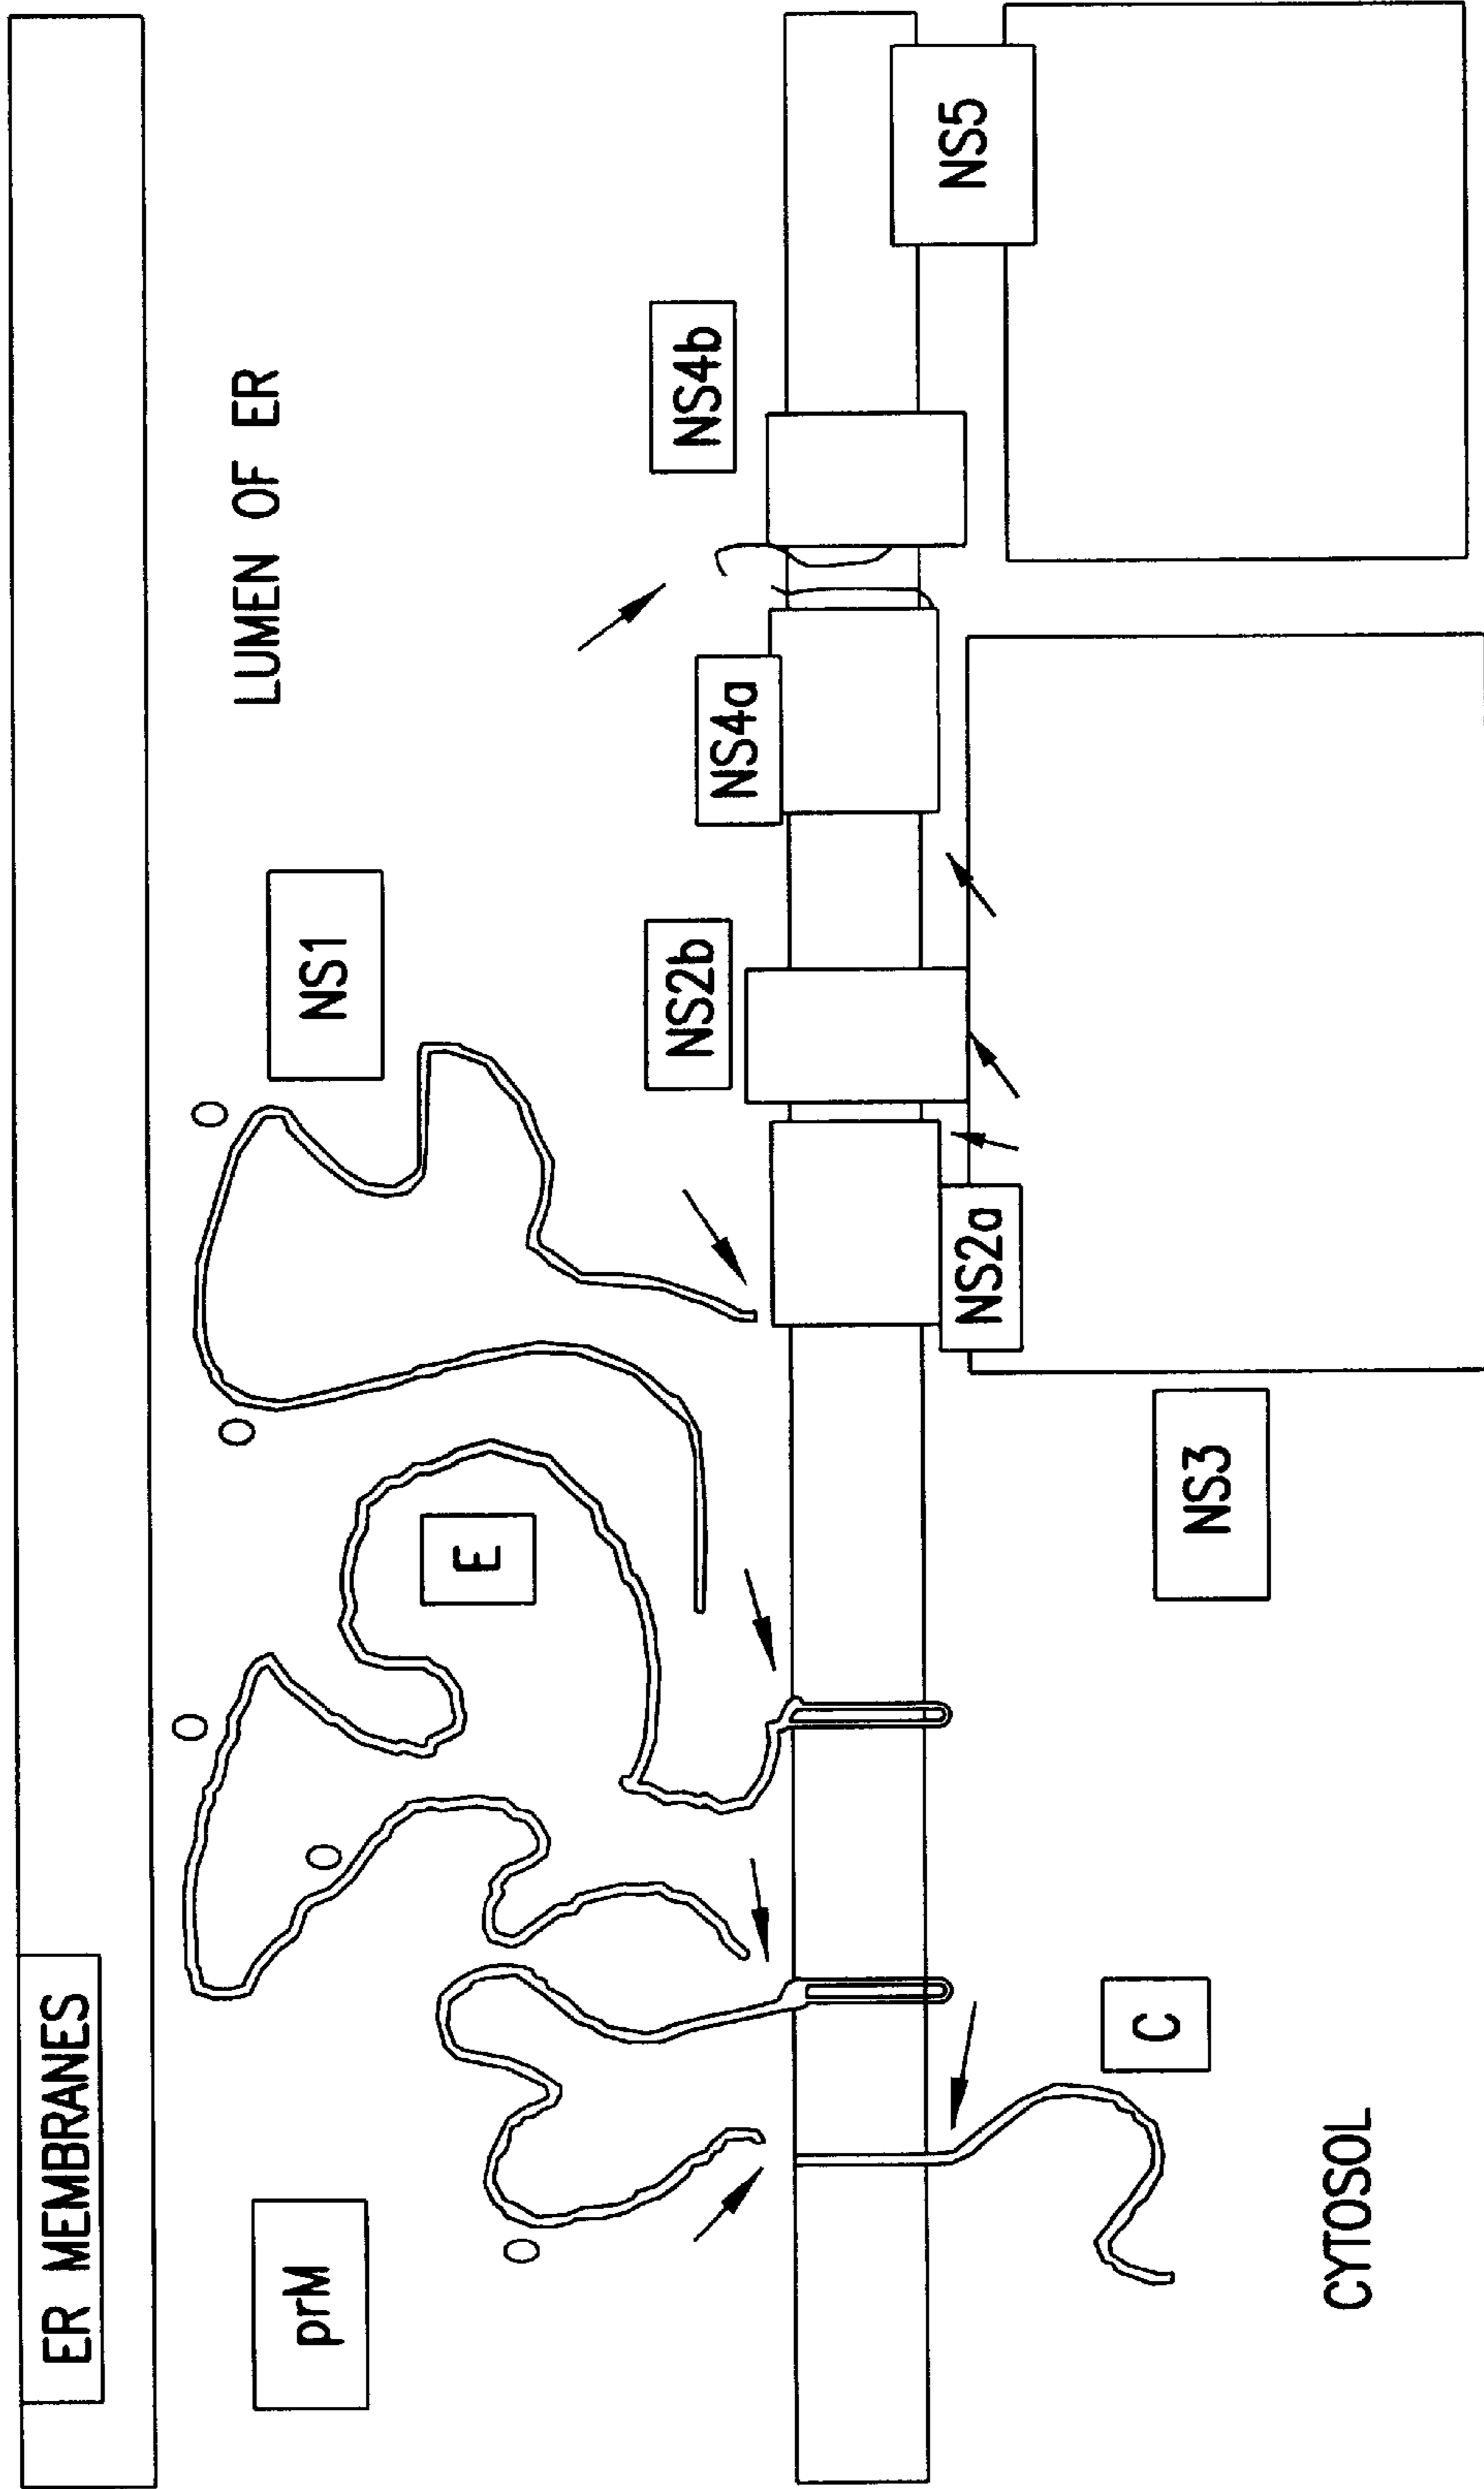 ER MEMBRANES
LUMEN OF ER
prM
E
NS1
NS2b
NS4a
NS4b
NS2a
NS5
C
NS3
CYTOSOL